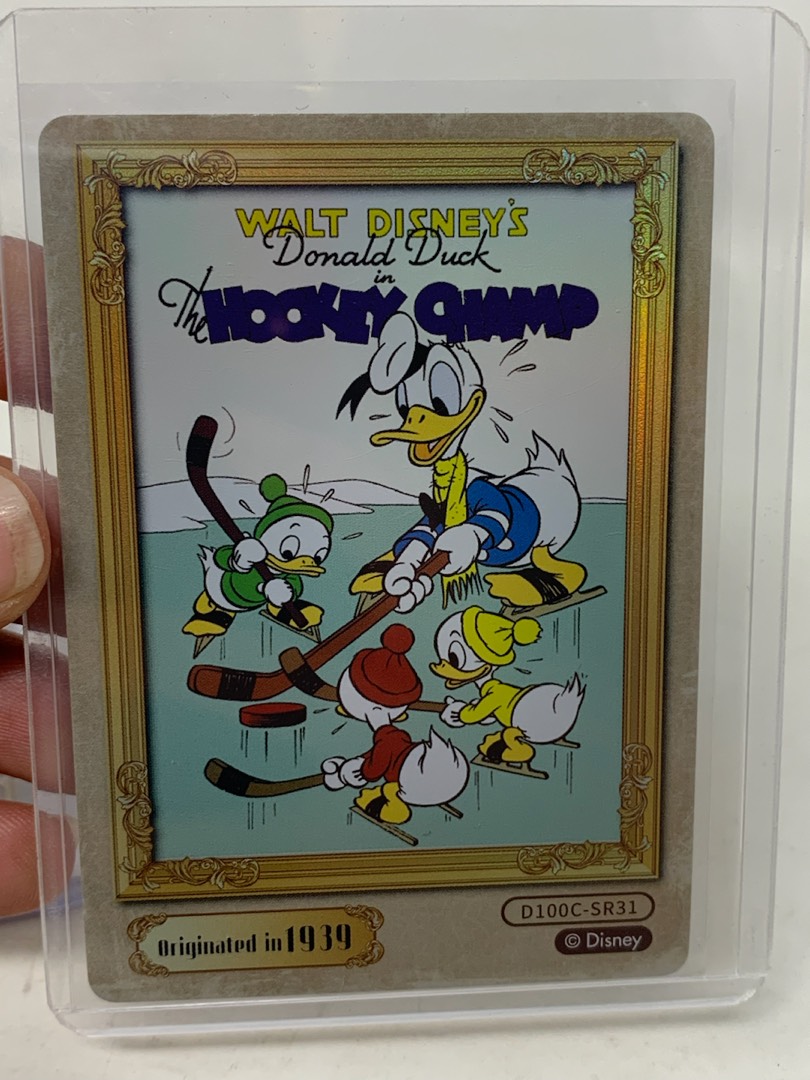 WALT DISNEY'S
Donald Duck
in
The HOCKEY CHAMP
D100C-SR31
Originated in 1939
© Disney